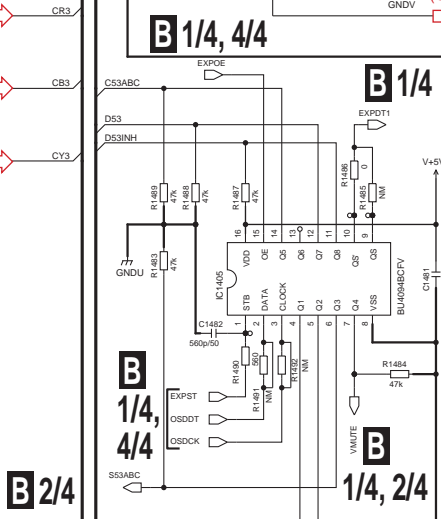 CR3
GNDV
B 1/4, 4/4
EXPOE
B 1/4
CB3
C53ABC
EXPDT1
D53
D53INH
CY3
V+5V
R1489
47k
R1488
47k
R1487
47k
R1486
0
R1485
NM
16 15 14 13 12 11 10 9
VDD OE Q5 Q6 Q7 Q8 QS' QS
GNDU
R1483
47k
IC1405
BU4094BCFV
C1481
STB DATA CLOCK Q1 Q2 Q3 Q4 VSS
1 2 3 4 5 6 7 8
C1482
560p/50
R1490
560
R1491
NM
R1492
NM
R1484
47k
B
1/4,
4/4
EXPST
OSDDT
OSDCK
VMUTE
B
1/4, 2/4
S53ABC
B 2/4